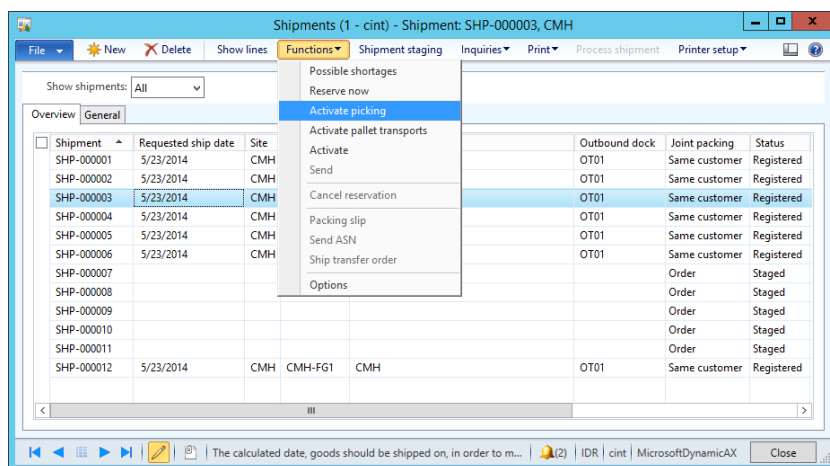 Shipments (1 - cint) - Shipment: SHP-000003, CMH
File New Delete Show lines Functions Shipment staging Inquiries Print Process shipment Printer setup
Possible shortages
Reserve now
Activate picking
Activate pallet transports
Activate
Send
Cancel reservation
Packing slip
Send ASN
Ship transfer order
Options
Show shipments: All
Overview General
Shipment Requested ship date Site Outbound dock Joint packing Status
SHP-000001 5/23/2014 CMH OT01 Same customer Registered
SHP-000002 5/23/2014 CMH OT01 Same customer Registered
SHP-000003 5/23/2014 CMH OT01 Same customer Registered
SHP-000004 5/23/2014 CMH OT01 Same customer Registered
SHP-000005 5/23/2014 CMH OT01 Same customer Registered
SHP-000006 5/23/2014 CMH OT01 Same customer Registered
SHP-000007 Order Staged
SHP-000008 Order Staged
SHP-000009 Order Staged
SHP-000010 Order Staged
SHP-000011 Order Staged
SHP-000012 5/23/2014 CMH CMH-FG1 CMH OT01 Same customer Registered
The calculated date, goods should be shipped on, in order to m... (2) IDR cint MicrosoftDynamicAX Close